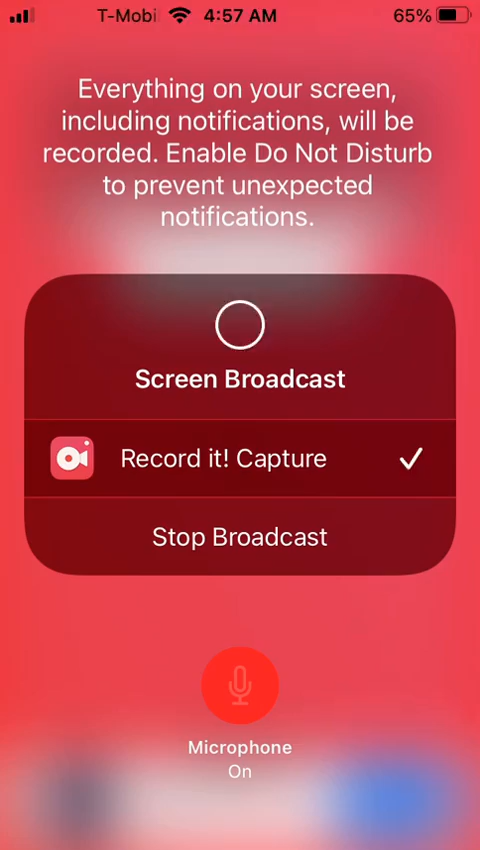 T-Mobi 4:57 AM 65%
Everything on your screen,
including notifications, will be
recorded. Enable Do Not Disturb
to prevent unexpected
notifications.
Screen Broadcast
Record it! Capture
Stop Broadcast
Microphone
On